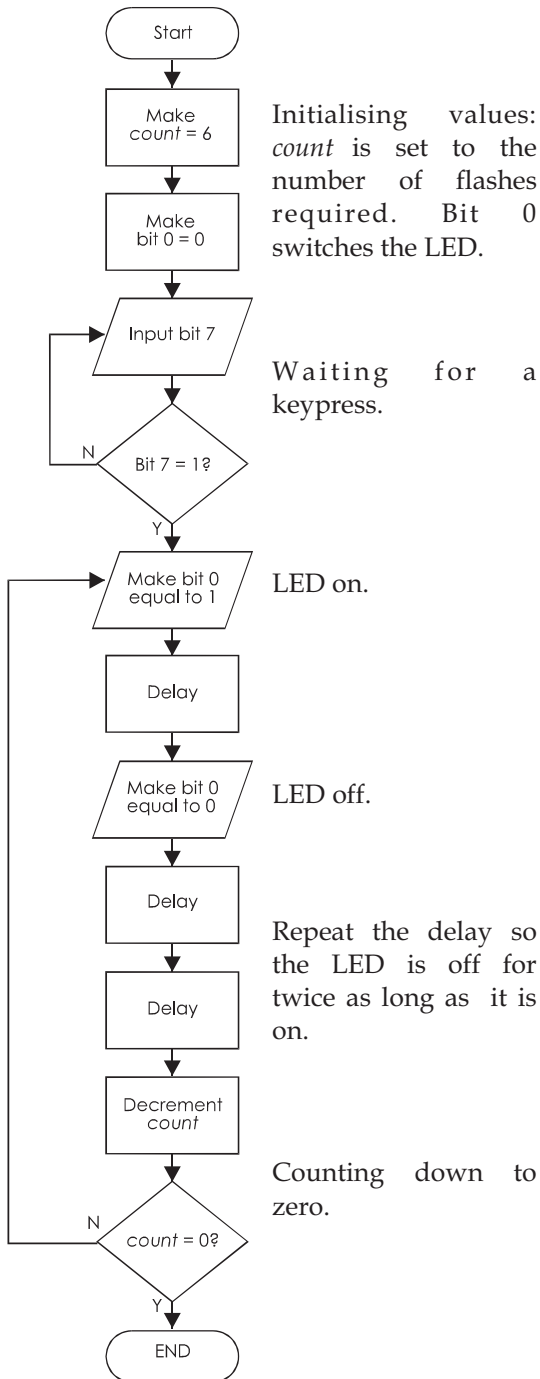 Start
Make
count = 6
Initialising values:
count is set to the
number of flashes
required. Bit 0
switches the LED.
Make
bit 0 = 0
Input bit 7
Waiting for a
keypress.
N
Bit 7 = 1?
Y
Make bit 0
equal to 1
LED on.
Delay
Make bit 0
equal to 0
LED off.
Delay
Repeat the delay so
the LED is off for
twice as long as it is
on.
Delay
Decrement
count
Counting down to
zero.
N
count = 0?
Y
END